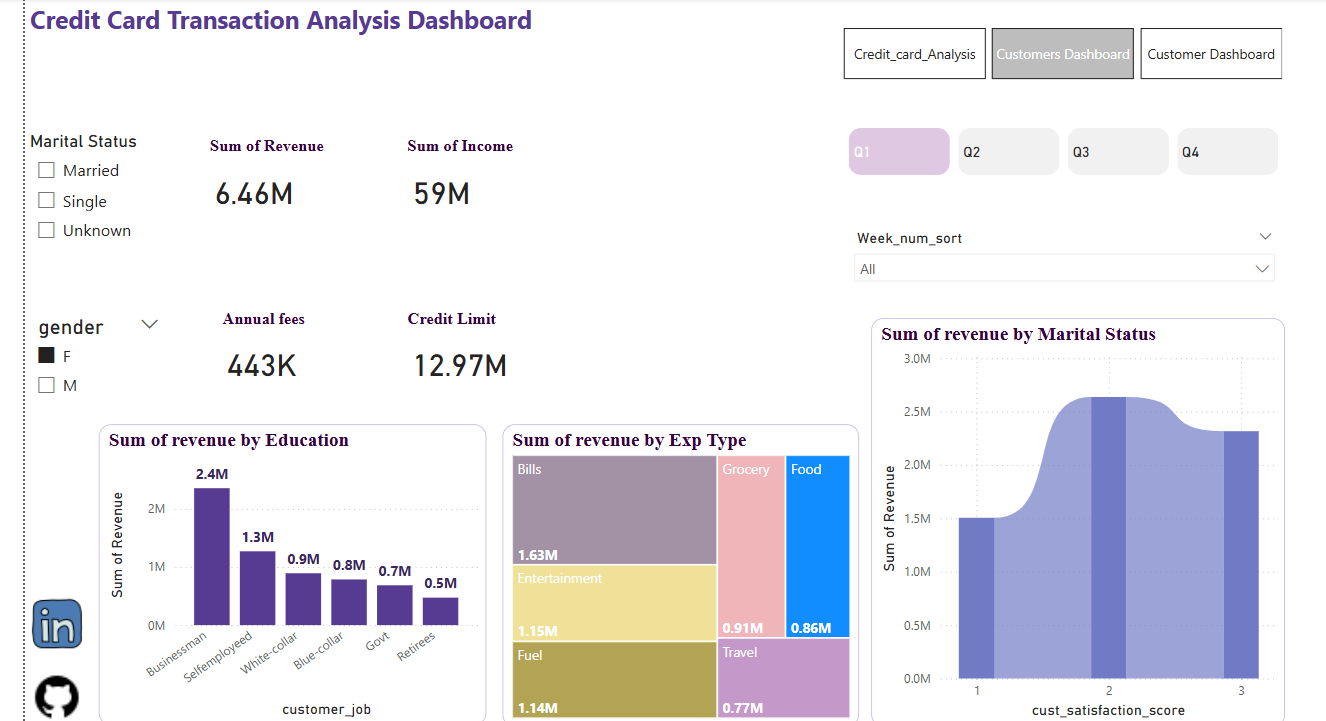 Credit Card Transaction Analysis Dashboard
Credit_card_Analysis
Customers Dashboard
Customer Dashboard
Marital Status
Married
Single
Unknown
Sum of Revenue
6.46M
Sum of Income
59M
Q1
Q2
Q3
Q4
Week_num_sort
All
gender
F
M
Annual fees
443K
Credit Limit
12.97M
Sum of revenue by Education
Sum of Revenue
2M
1M
0M
2.4M
1.3M
0.9M
0.8M
0.7M
0.5M
Businessman
Selfemployeed
White-collar
Blue-collar
Govt
Retirees
customer_job
Sum of revenue by Exp Type
Bills
1.63M
Entertainment
1.15M
Fuel
1.14M
Grocery
0.91M
Food
0.86M
Travel
0.77M
Sum of revenue by Marital Status
Sum of Revenue
3.0M
2.5M
2.0M
1.5M
1.0M
0.5M
0.0M
1
2
3
cust_satisfaction_score
in